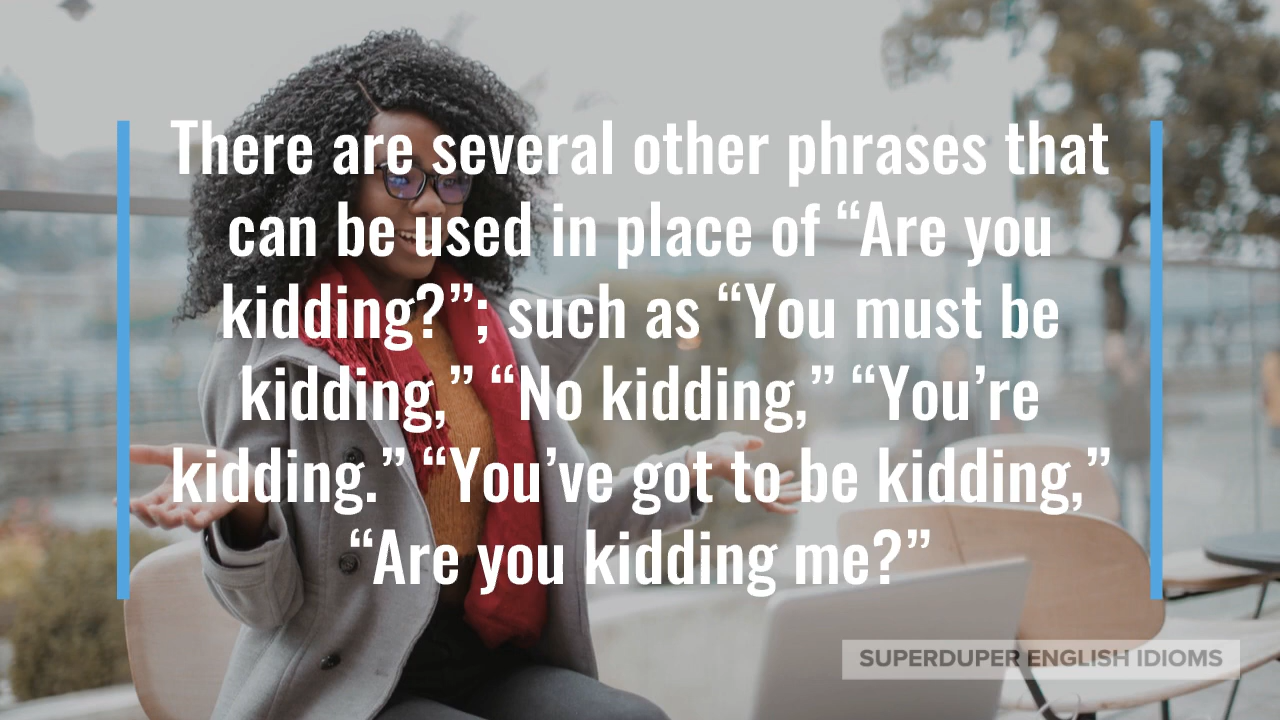 There are several other phrases that
can be used in place of “Are you
kidding?”; such as “You must be
kidding,” “No kidding,” “You’re
kidding.” “You’ve got to be kidding,”
“Are you kidding me?”
SUPERDUPER ENGLISH IDIOMS